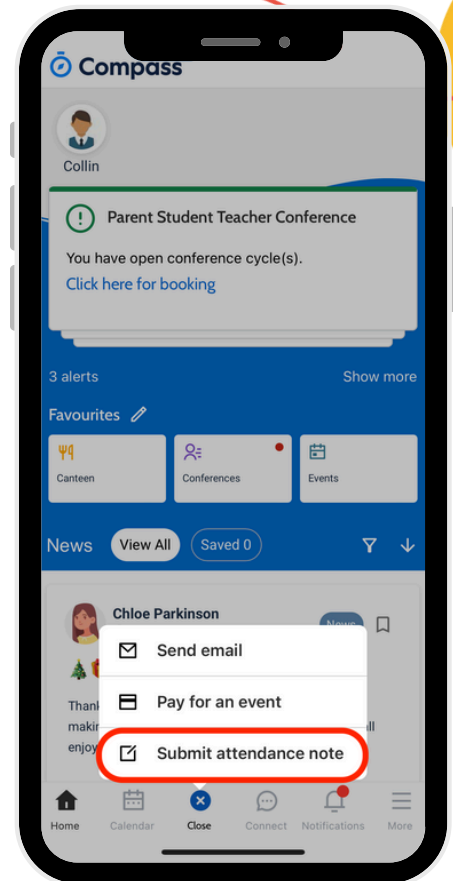 Compass
Collin
Parent Student Teacher Conference
You have open conference cycle(s).
Click here for booking
3 alerts
Show more
Favourites
Canteen
Conferences
Events
News
View All
Saved 0
Chloe Parkinson
News
Send email
Pay for an event
Submit attendance note
enjoy
Home
Calendar
Close
Connect
Notifications
More